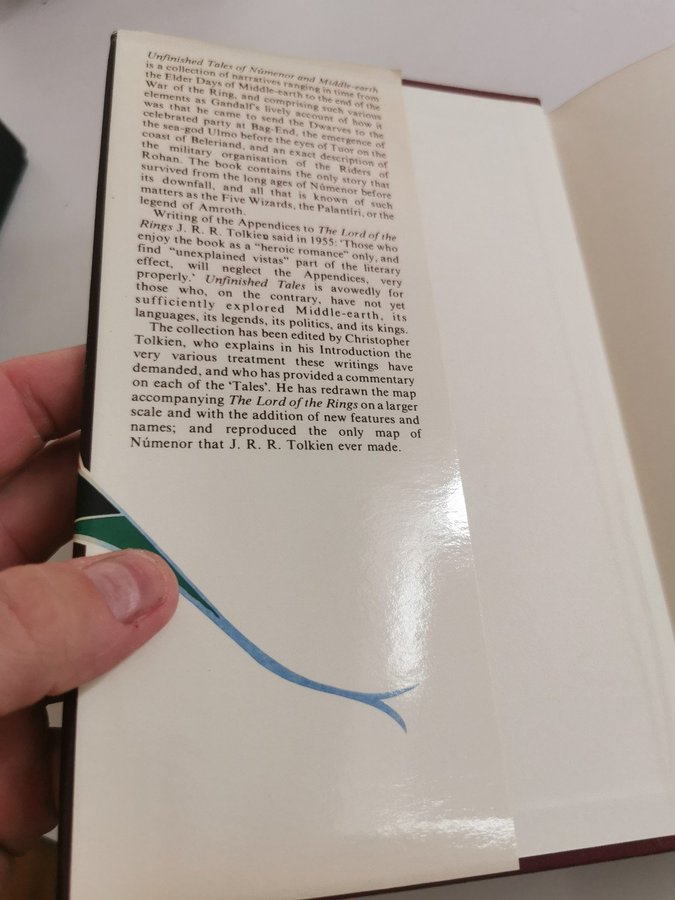 Unfinished Tales of Númenor and Middle-earth
is a collection of narratives ranging in time from
the Elder Days of Middle-earth to the end of the
War of the Ring, and comprising such various
elements as Gandalf's lively account of how it
was that he came to send the Dwarves to the
celebrated party at Bag-End, the emergence of
the sea-god Ulmo before the eyes of Tuor on the
coast of Beleriand, and an exact description of
the military organisation of the Riders of
Rohan. The book contains the only story that
survived from the long ages of Númenor before
its downfall, and all that is known of such
matters as the Five Wizards, the Palantíri, or the
legend of Amroth.
Writing of the Appendices to The Lord of the
Rings J. R. R. Tolkien said in 1955: 'Those who
enjoy the book as a "heroic romance" only, and
find "unexplained vistas" part of the literary
effect, will neglect the Appendices, very
properly.' Unfinished Tales is avowedly for
those who, on the contrary, have not yet
sufficiently explored Middle-earth, its
languages, its legends, its politics, and its kings.
The collection has been edited by Christopher
Tolkien, who explains in his Introduction the
very various treatment these writings have
demanded, and who has provided a commentary
on each of the 'Tales'. He has redrawn the map
accompanying The Lord of the Rings on a larger
scale and with the addition of new features and
names; and reproduced the only map of
Númenor that J. R. R. Tolkien ever made.